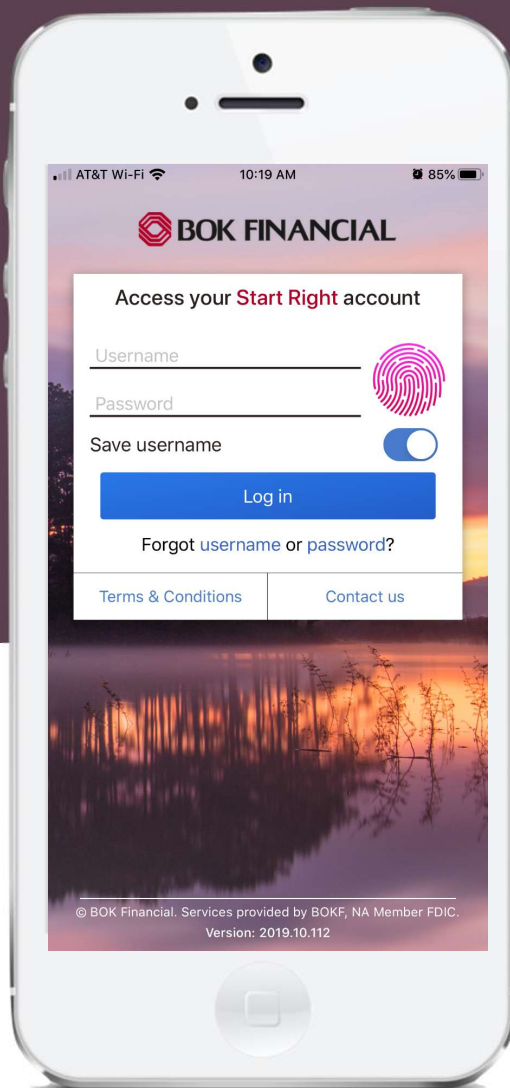 AT&T Wi-Fi 10:19 AM 85%
BOK FINANCIAL
Access your Start Right account
Username
Password
Save username
Log in
Forgot username or password?
Terms & Conditions Contact us
© BOK Financial. Services provided by BOKF, NA Member FDIC.
Version: 2019.10.112